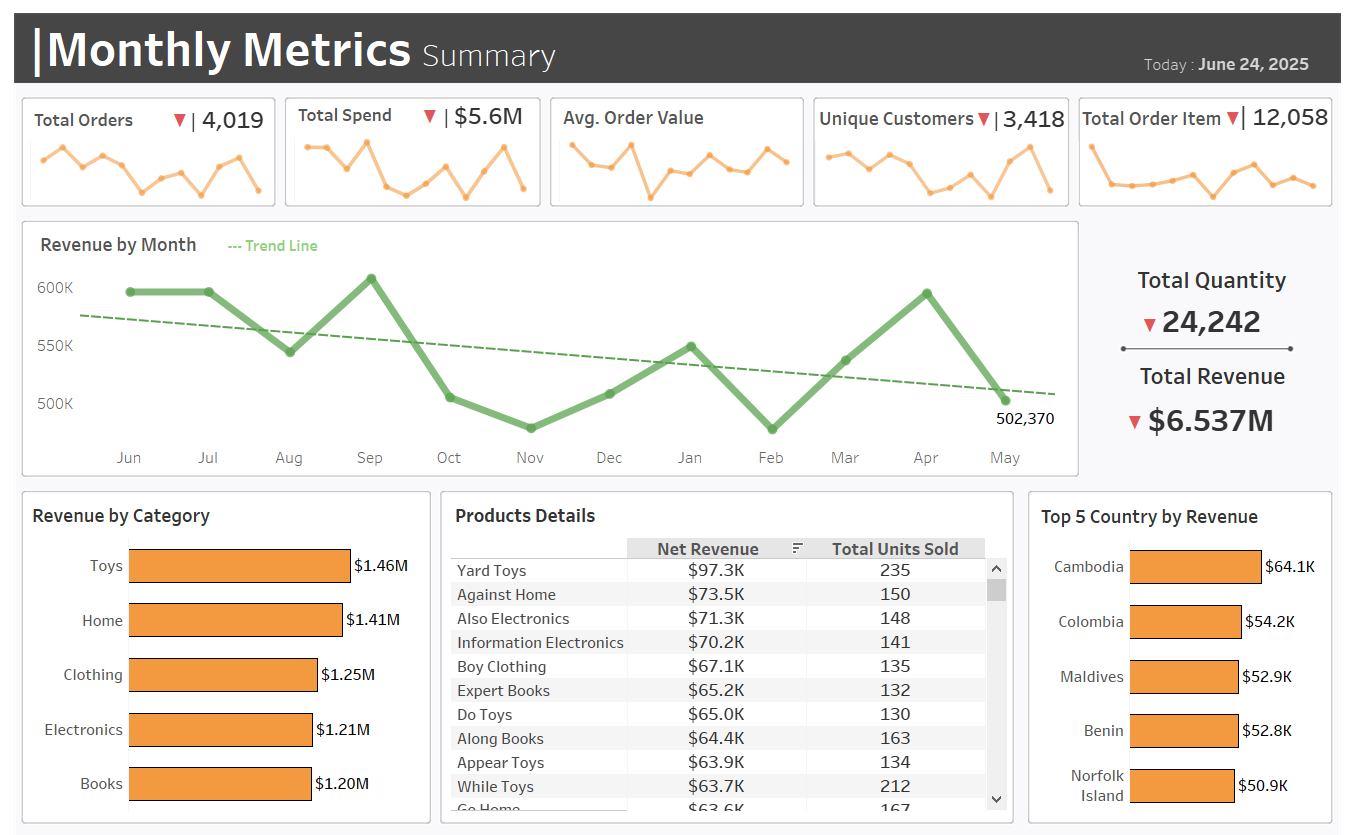 |Monthly Metrics Summary
Today : June 24, 2025
Total Orders ▼ | 4,019
Total Spend ▼ | $5.6M
Avg. Order Value
Unique Customers ▼ | 3,418
Total Order Item ▼ | 12,058
Revenue by Month --- Trend Line
600K
550K
500K
502,370
Jun Jul Aug Sep Oct Nov Dec Jan Feb Mar Apr May
Total Quantity
▼ 24,242
Total Revenue
▼ $6.537M
Revenue by Category
Toys $1.46M
Home $1.41M
Clothing $1.25M
Electronics $1.21M
Books $1.20M
Products Details
Net Revenue Total Units Sold
Yard Toys $97.3K 235
Against Home $73.5K 150
Also Electronics $71.3K 148
Information Electronics $70.2K 141
Boy Clothing $67.1K 135
Expert Books $65.2K 132
Do Toys $65.0K 130
Along Books $64.4K 163
Appear Toys $63.9K 134
While Toys $63.7K 212
Go Home $63.6K 167
Top 5 Country by Revenue
Cambodia $64.1K
Colombia $54.2K
Maldives $52.9K
Benin $52.8K
Norfolk
Island $50.9K